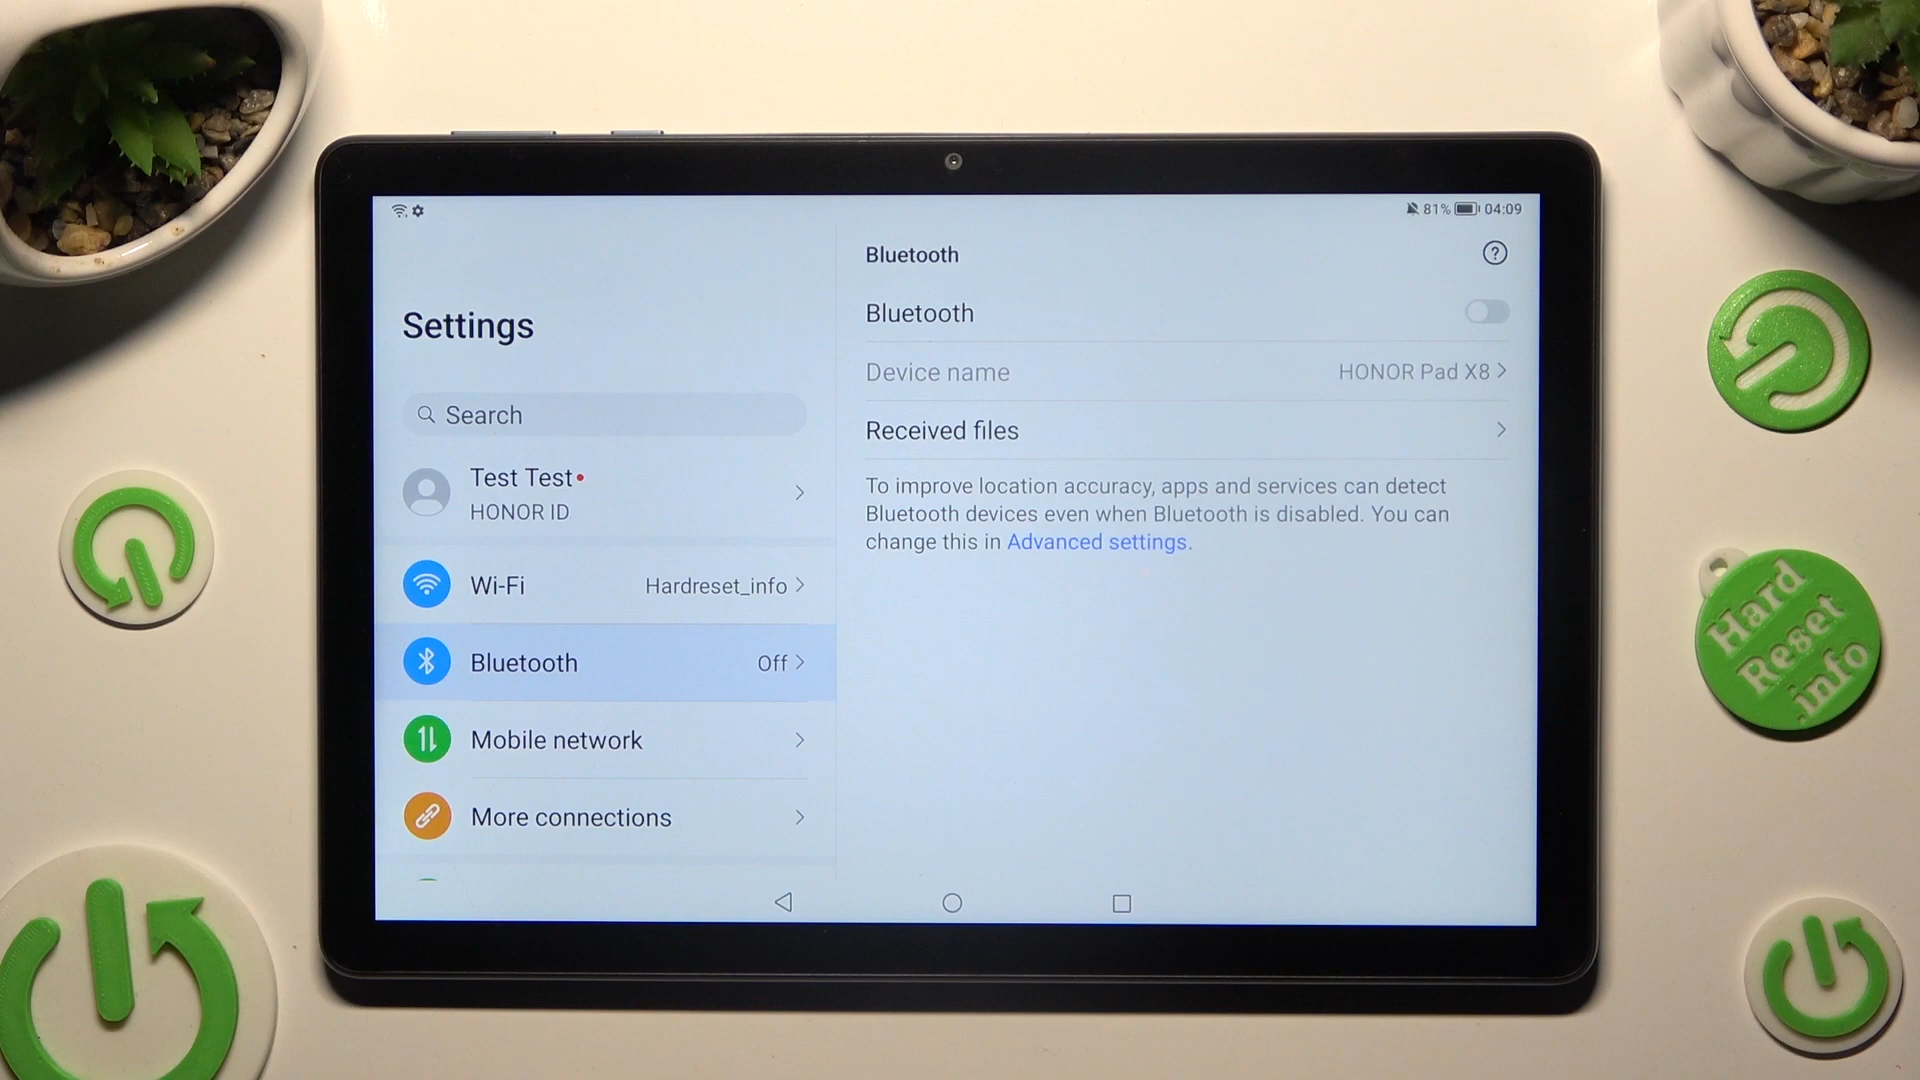 81% 04:09
Settings
Search
Test Test
HONOR ID
Wi-Fi Hardreset_info
Bluetooth Off
Mobile network
More connections
Bluetooth
Bluetooth
Device name HONOR Pad X8
Received files
To improve location accuracy, apps and services can detect
Bluetooth devices even when Bluetooth is disabled. You can
change this in Advanced settings.
Hard
Reset
.info